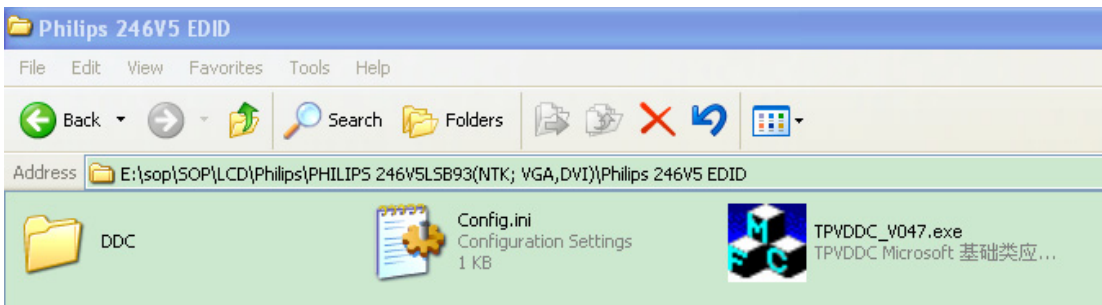 Philips 246V5 EDID
File Edit View Favorites Tools Help
Back Search Folders
Address E:\sop\SOP\LCD\Philips\PHILIPS 246V5LSB93(NTK; VGA,DVI)\Philips 246V5 EDID
DDC
Config.ini
Configuration Settings
1 KB
MFC
TPVDDC_V047.exe
TPVDDC Microsoft 基础类应...